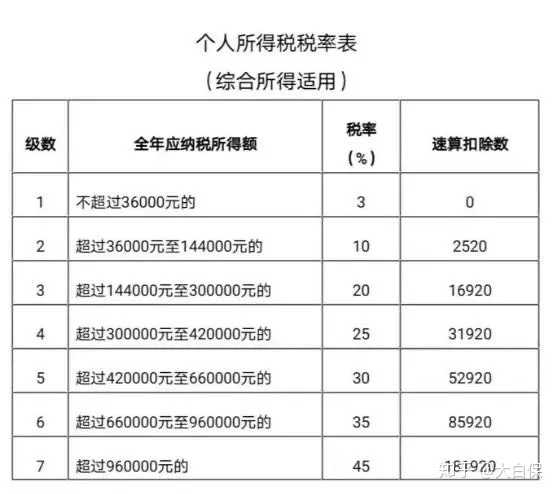 个人所得税税率表
（综合所得适用）
级数 全年应纳税所得额 税率（%） 速算扣除数
1 不超过36000元的 3 0
2 超过36000元至144000元的 10 2520
3 超过144000元至300000元的 20 16920
4 超过300000元至420000元的 25 31920
5 超过420000元至660000元的 30 52920
6 超过660000元至960000元的 35 85920
7 超过960000元的 45 181920
知乎 @大白保